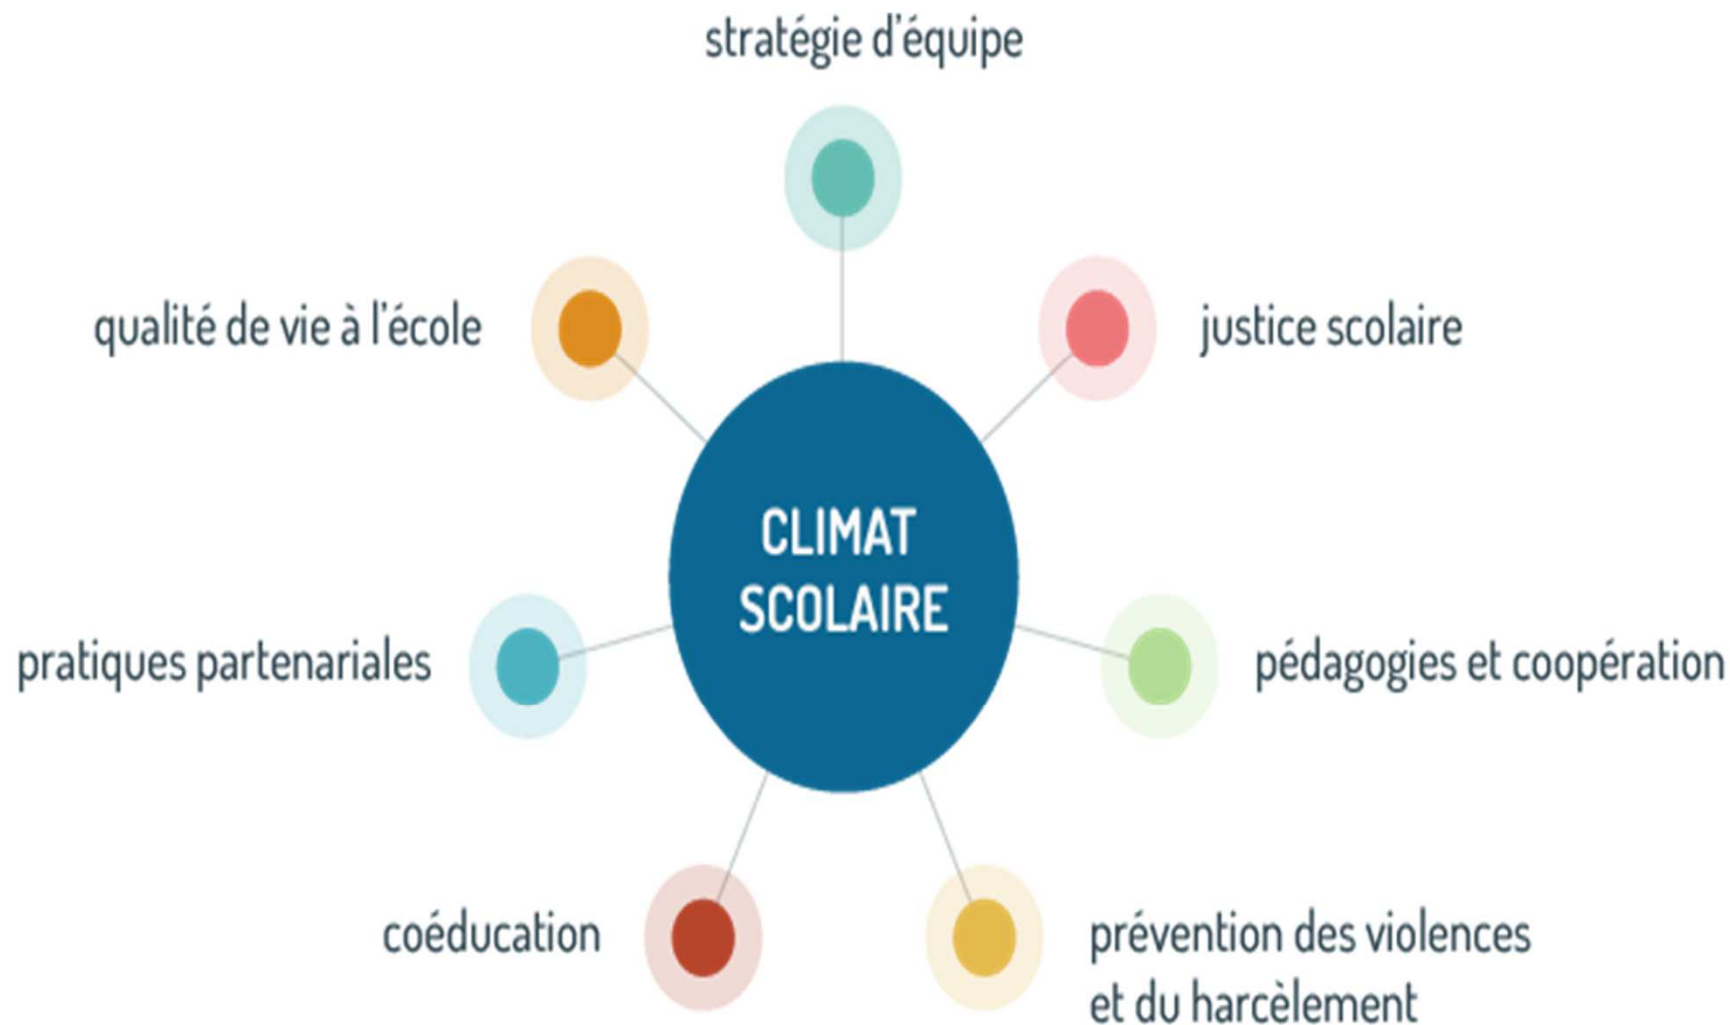 stratégie d'équipe
qualité de vie à l'école
justice scolaire
CLIMAT
SCOLAIRE
pratiques partenariales
pédagogies et coopération
coéducation
prévention des violences
et du harcèlement